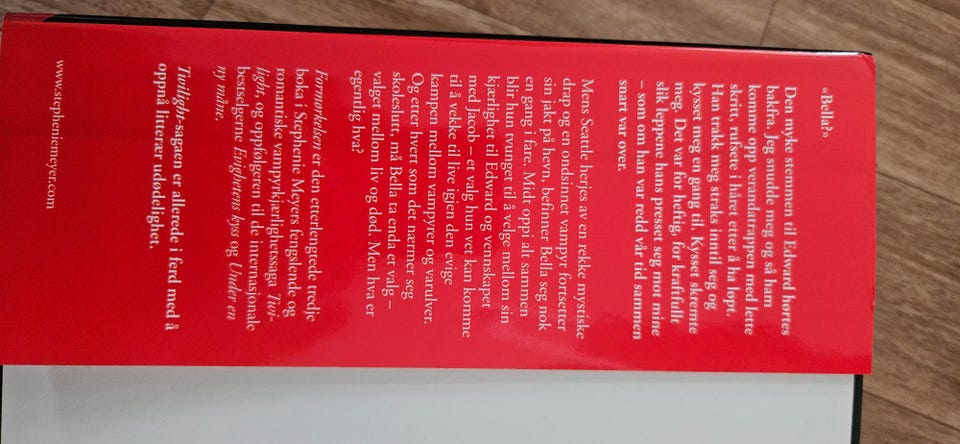 «Bella?»
Den myke stemmen til Edward hørtes
bakfra. Jeg snudde meg og så han
komme opp verandatrappen med lette
skritt, rufsete i håret etter å ha løpt.
Han trakk meg straks inntil seg og
kysset meg en gang til. Kysset skremte
meg. Det var for heftig, for kraftfullt
slik leppene hans presset seg mot mine
– som om han var redd vår tid sammen
snart var over.
Mens Seattle herjes av en rekke mystiske
drap og en ondsinnet vampyr fortsetter
sin jakt på hevn, befinner Bella seg nok
en gang i fare. Midt oppi alt sammen
blir hun tvunget til å velge mellom sin
kjærlighet til Edward og vennskapet
med Jacob – et valg hun vet kan komme
til å vekke til live igjen den evige
kampen mellom vampyrer og varulver.
Og etter hvert som det nærmer seg
skoleslutt, må Bella ta enda er valg –
valget mellom liv og død. Men hva er
egentlig hva?
Formørkelsen er den etterlengtede tredje
boka i Stephenie Meyers fengslende og
romantiske vampyrkjærlighetssaga Twi-
light, og oppfølgeren til de internasjonale
bestselgerne Evighetens kyss og Under en
ny måne.
Twilight-sagaen er allerede i ferd med å
oppnå litterær udødelighet.
www.stepheniemeyer.com